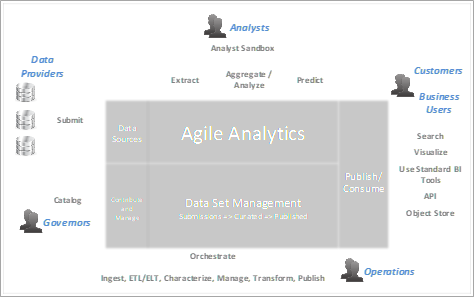 Analysts
Analyst Sandbox
Data
Providers
Extract
Aggregate /
Analyze
Predict
Customers
Business
Users
Submit
Data
Sources
Agile Analytics
Search
Visualize
Use Standard BI
Tools
API
Object Store
Publish/
Consume
Catalog
Governors
Contribute
and
Manage
Data Set Management
Submissions => Curated => Published
Orchestrate
Operations
Ingest, ETL/ELT, Characterize, Manage, Transform, Publish